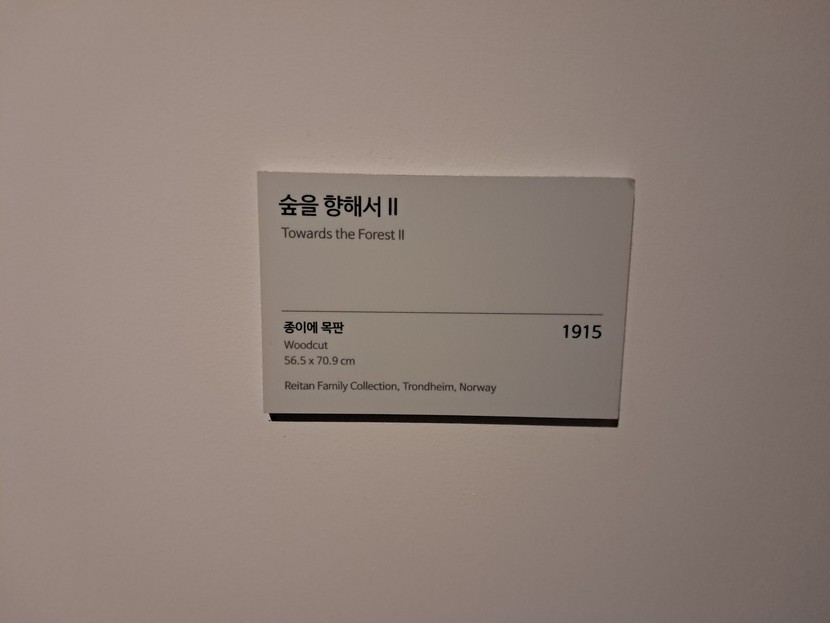 숲을 향해서 II
Towards the Forest II
종이에 목판
1915
Woodcut
56.5 x 70.9 cm
Reitan Family Collection, Trondheim, Norway